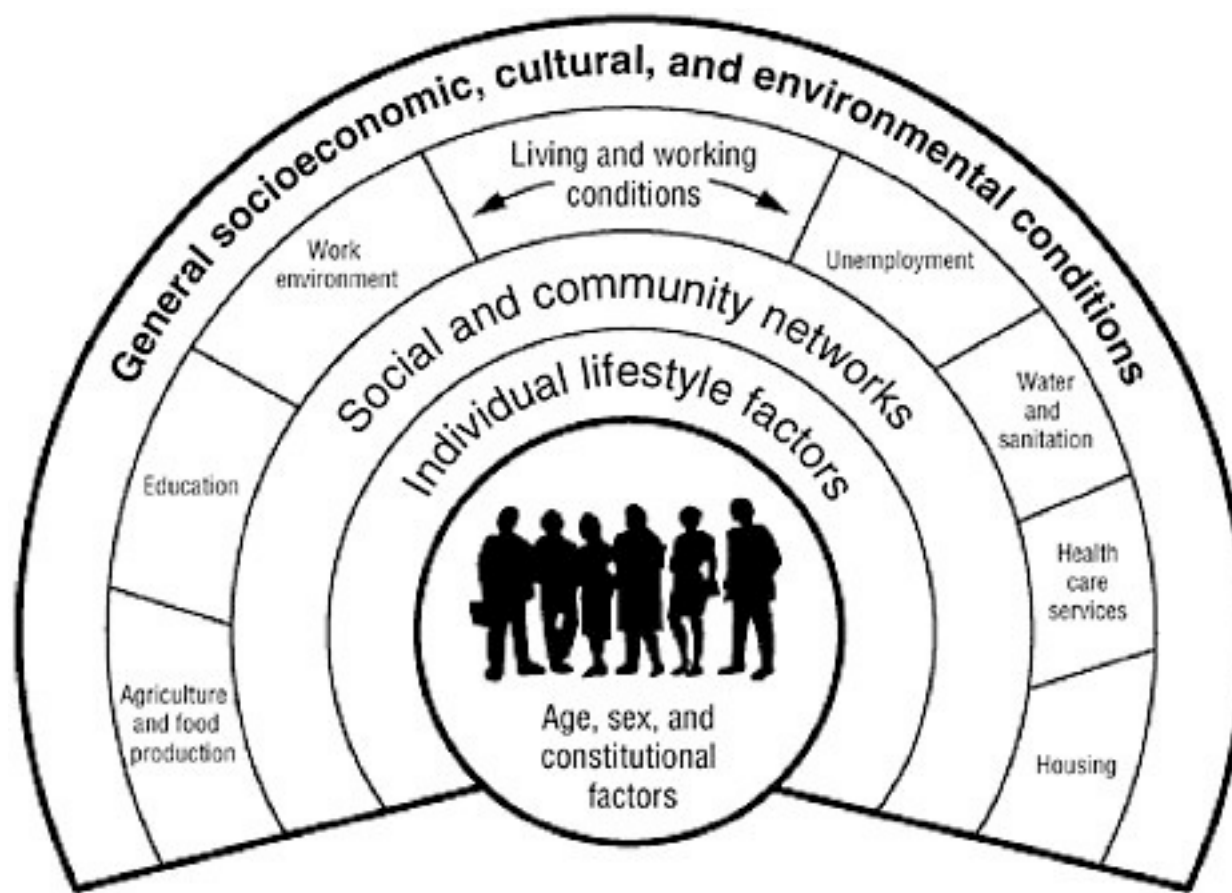 General socioeconomic, cultural, and environmental conditions
Living and working
conditions
Work
environment
Unemployment
Education
Water
and
sanitation
Agriculture
and food
production
Health
care
services
Housing
Social and community networks
Individual lifestyle factors
Age, sex, and
constitutional
factors